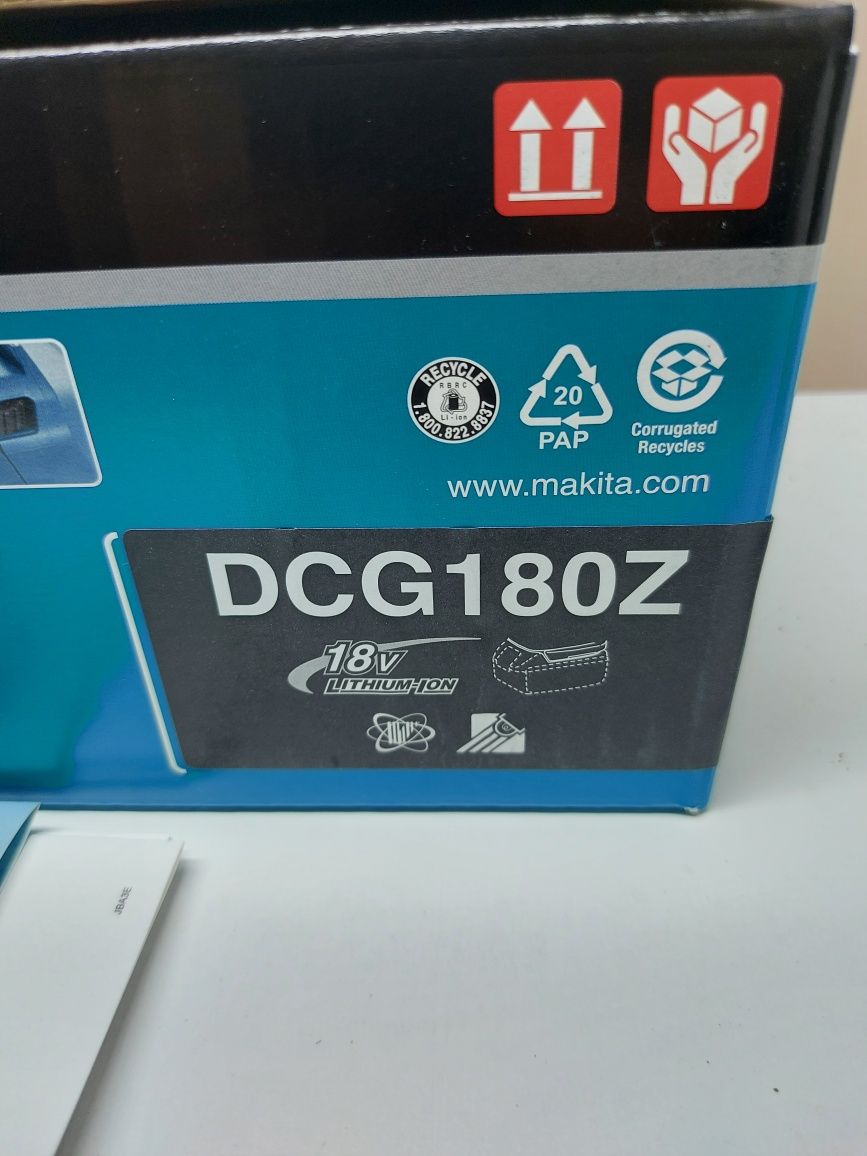 RECYCLE
RBRC
Li-ion
1.800.822.8837
20
PAP
Corrugated
Recycles
www.makita.com
DCG180Z
18V
LITHIUM-ION
JBA3E